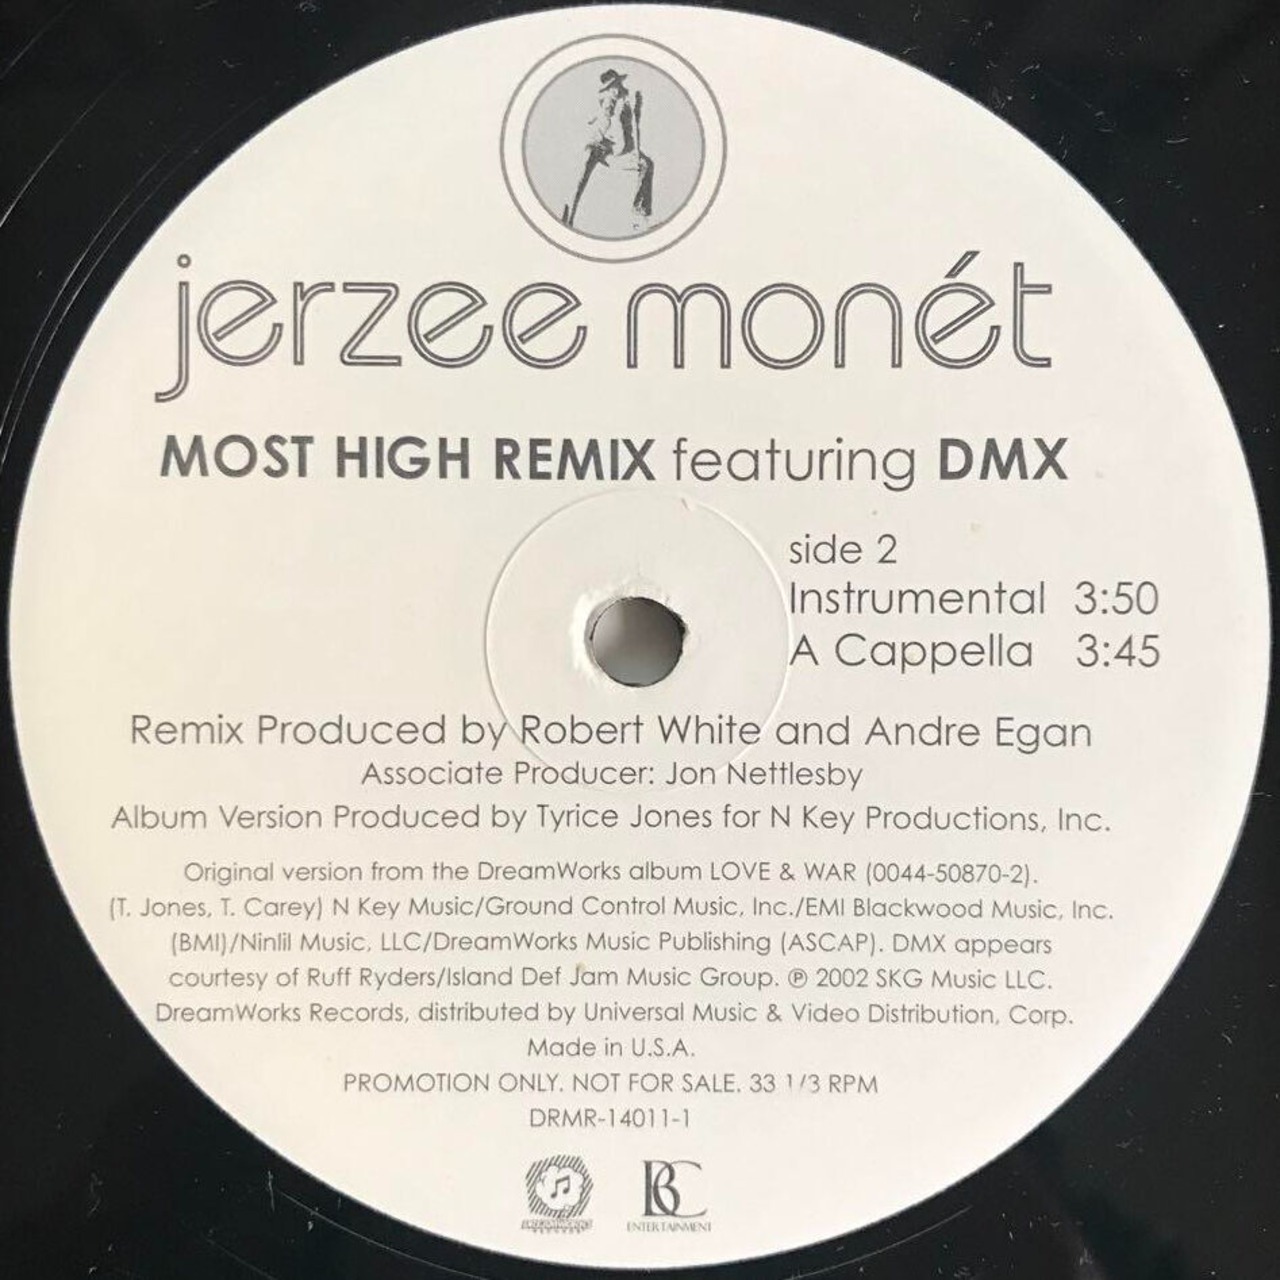 jerzee monét
MOST HIGH REMIX featuring DMX
side 2
Instrumental 3:50
A Cappella 3:45
Remix Produced by Robert White and Andre Egan
Associate Producer: Jon Nettlesby
Album Version Produced by Tyrice Jones for N Key Productions, Inc.
Original version from the DreamWorks album LOVE & WAR (0044-50870-2).
(T. Jones, T. Carey) N Key Music/Ground Control Music, Inc./EMI Blackwood Music, Inc.
(BMI)/Ninlil Music, LLC/DreamWorks Music Publishing (ASCAP). DMX appears
courtesy of Ruff Ryders/Island Def Jam Music Group. ℗ 2002 SKG Music LLC.
DreamWorks Records, distributed by Universal Music & Video Distribution, Corp.
Made in U.S.A.
PROMOTION ONLY. NOT FOR SALE. 33 1/3 RPM
DRMR-14011-1
DREAMWORKS
RECORDS
BC
ENTERTAINMENT